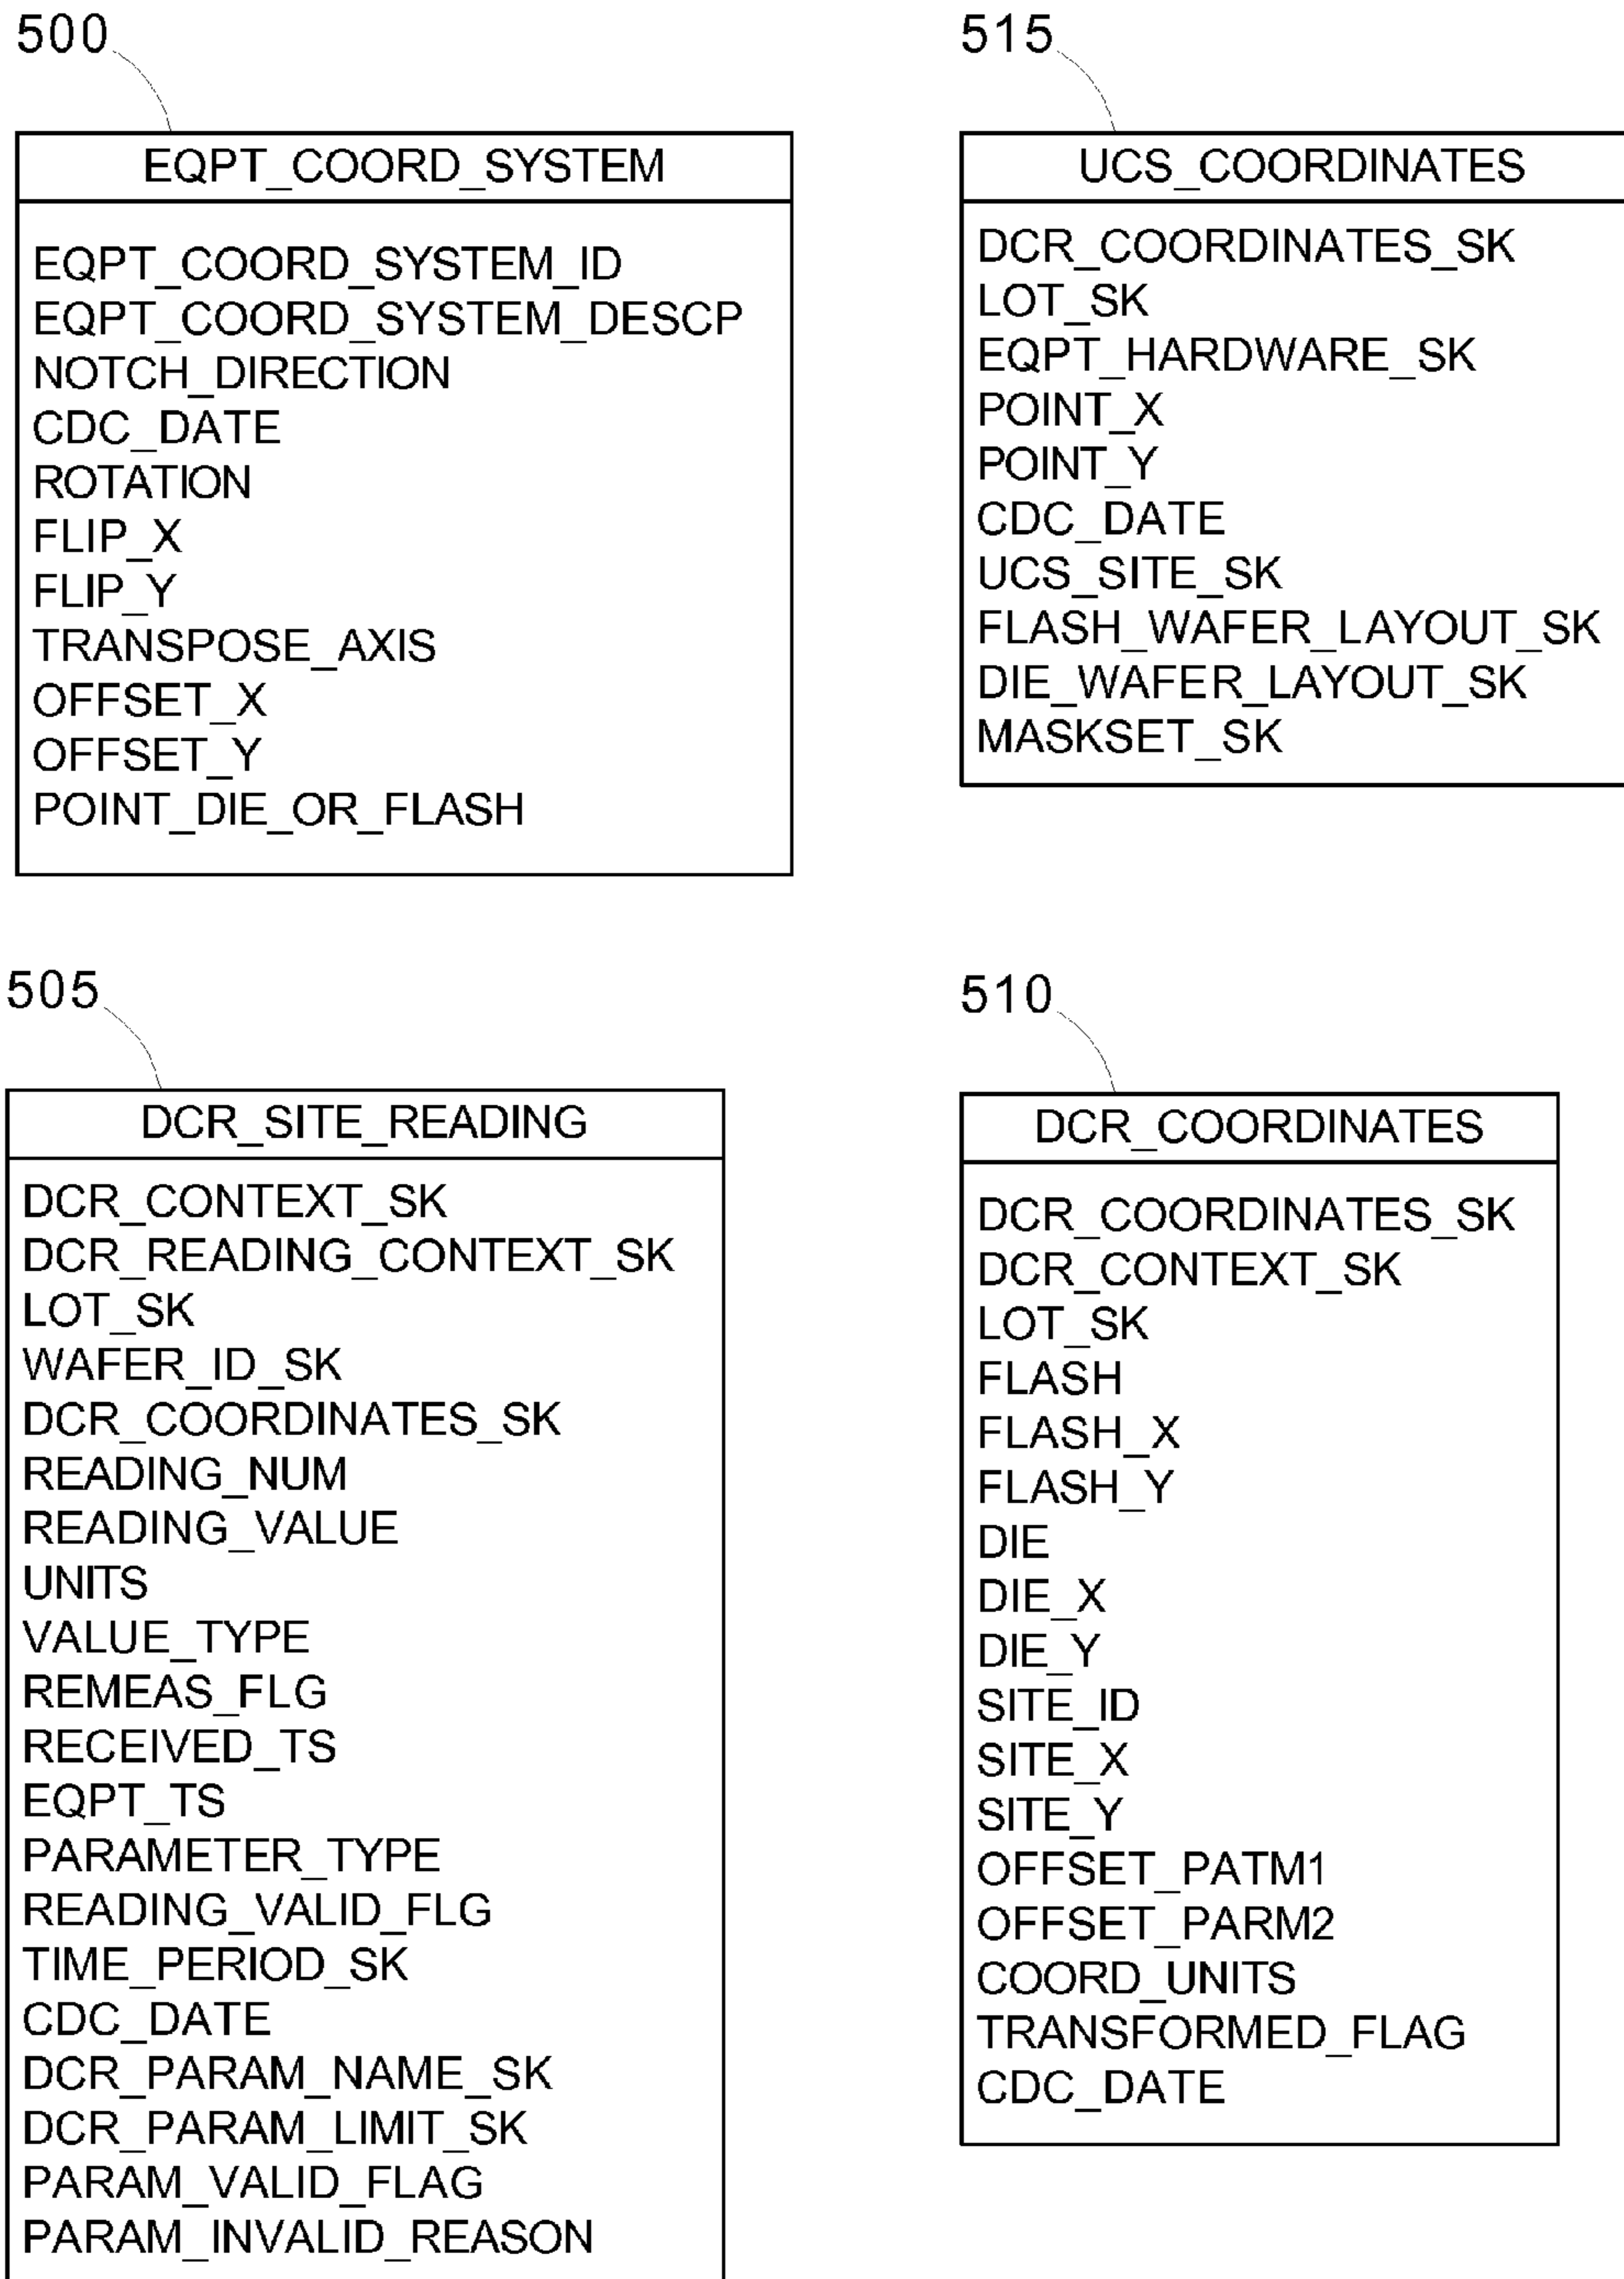 500
EQPT_COORD_SYSTEM
EQPT_COORD_SYSTEM_ID
EQPT_COORD_SYSTEM_DESCP
NOTCH_DIRECTION
CDC_DATE
ROTATION
FLIP_X
FLIP_Y
TRANSPOSE_AXIS
OFFSET_X
OFFSET_Y
POINT_DIE_OR_FLASH
515
UCS_COORDINATES
DCR_COORDINATES_SK
LOT_SK
EQPT_HARDWARE_SK
POINT_X
POINT_Y
CDC_DATE
UCS_SITE_SK
FLASH_WAFER_LAYOUT_SK
DIE_WAFER_LAYOUT_SK
MASKSET_SK
505
DCR_SITE_READING
DCR_CONTEXT_SK
DCR_READING_CONTEXT_SK
LOT_SK
WAFER_ID_SK
DCR_COORDINATES_SK
READING_NUM
READING_VALUE
UNITS
VALUE_TYPE
REMEAS_FLG
RECEIVED_TS
EQPT_TS
PARAMETER_TYPE
READING_VALID_FLG
TIME_PERIOD_SK
CDC_DATE
DCR_PARAM_NAME_SK
DCR_PARAM_LIMIT_SK
PARAM_VALID_FLAG
PARAM_INVALID_REASON
510
DCR_COORDINATES
DCR_COORDINATES_SK
DCR_CONTEXT_SK
LOT_SK
FLASH
FLASH_X
FLASH_Y
DIE
DIE_X
DIE_Y
SITE_ID
SITE_X
SITE_Y
OFFSET_PATM1
OFFSET_PARM2
COORD_UNITS
TRANSFORMED_FLAG
CDC_DATE